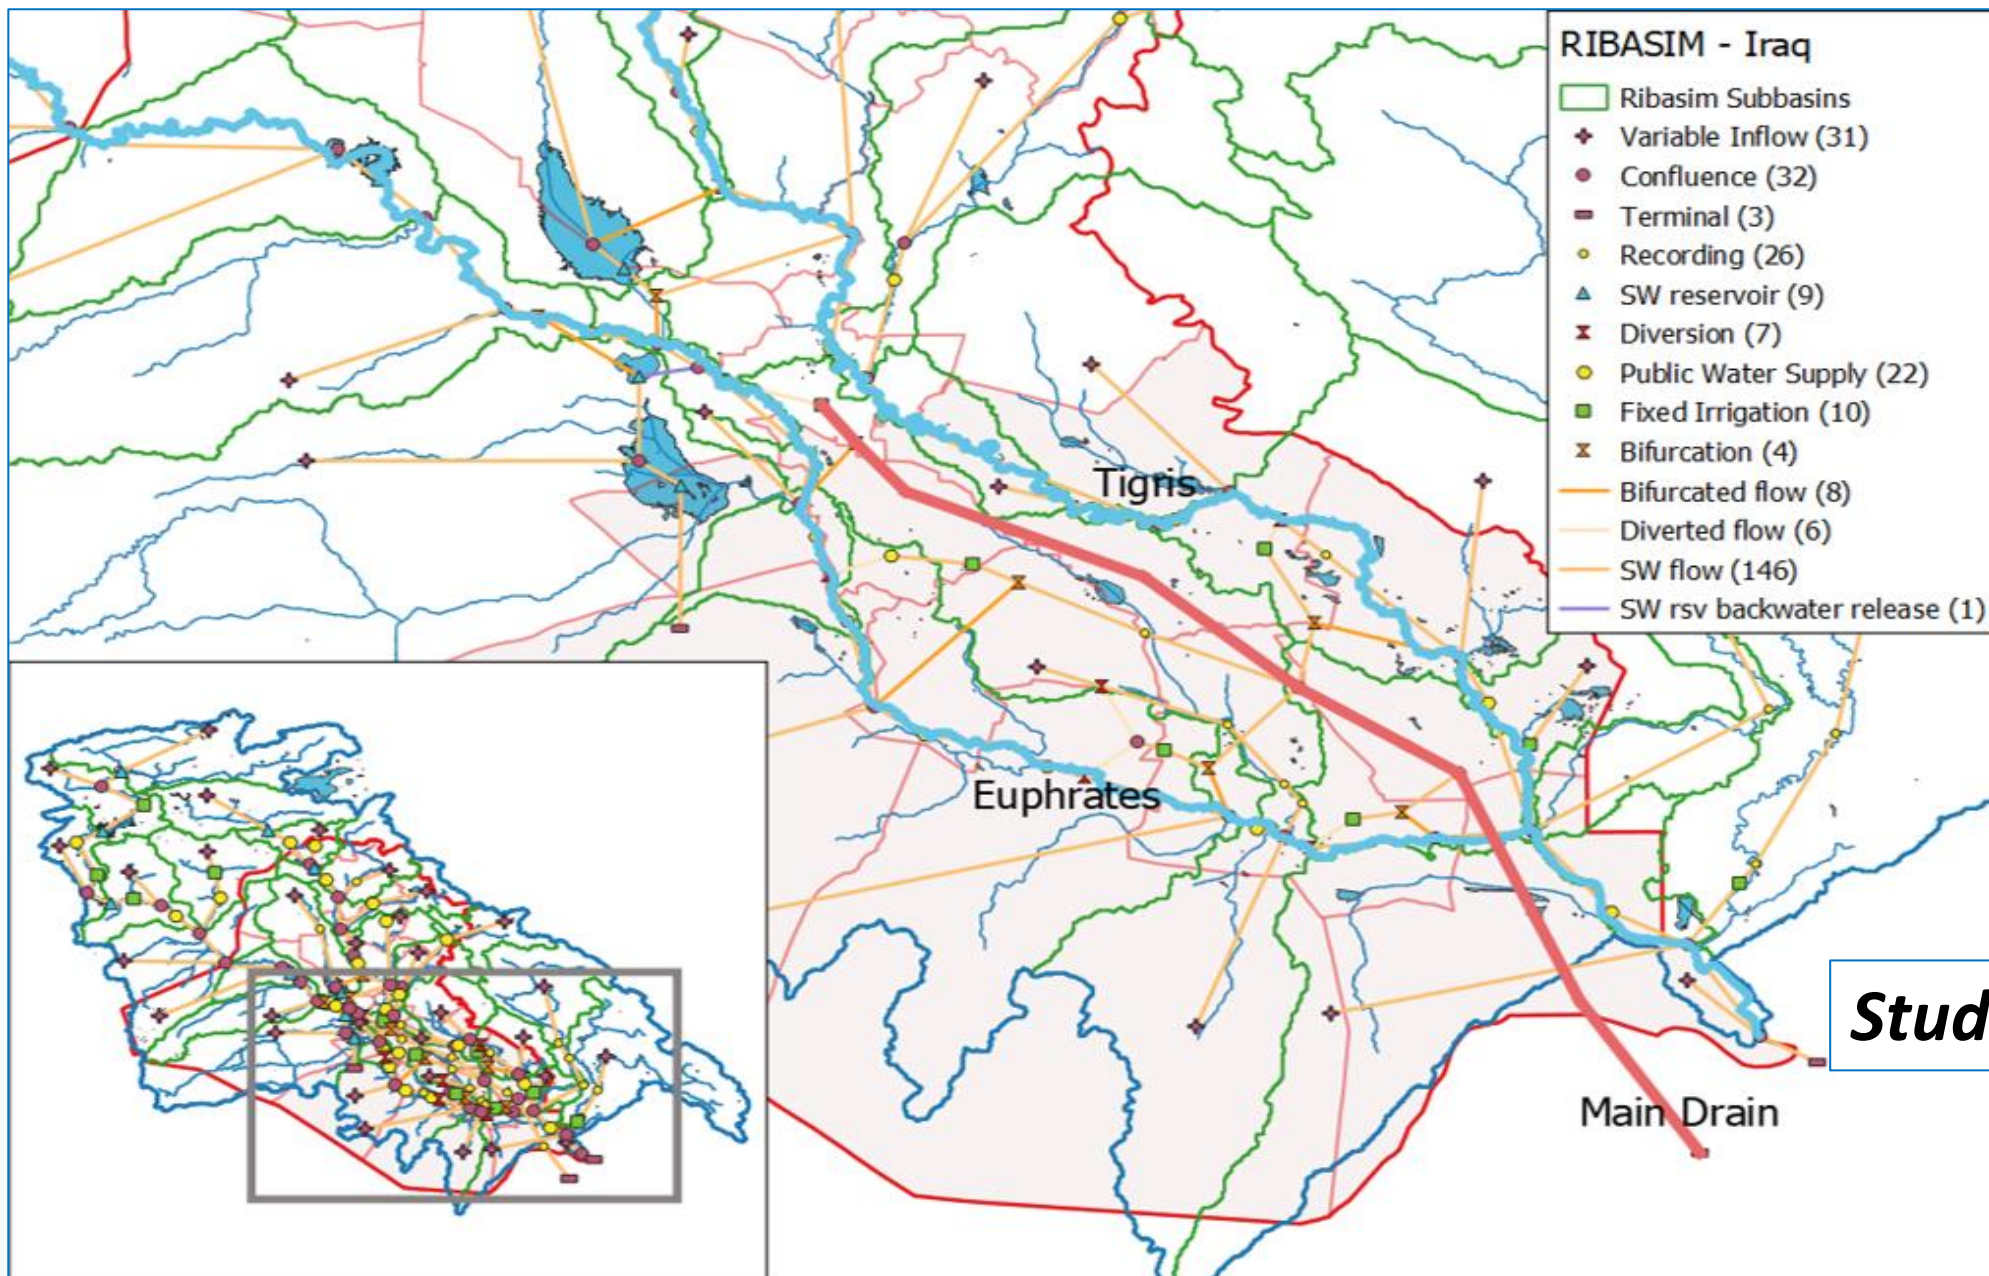 RIBASIM - Iraq
Ribasim Subbasins
Variable Inflow (31)
Confluence (32)
Terminal (3)
Recording (26)
SW reservoir (9)
Diversion (7)
Public Water Supply (22)
Fixed Irrigation (10)
Bifurcation (4)
Bifurcated flow (8)
Diverted flow (6)
SW flow (146)
SW rsv backwater release (1)
Tigris
Euphrates
Stud
Main Drain